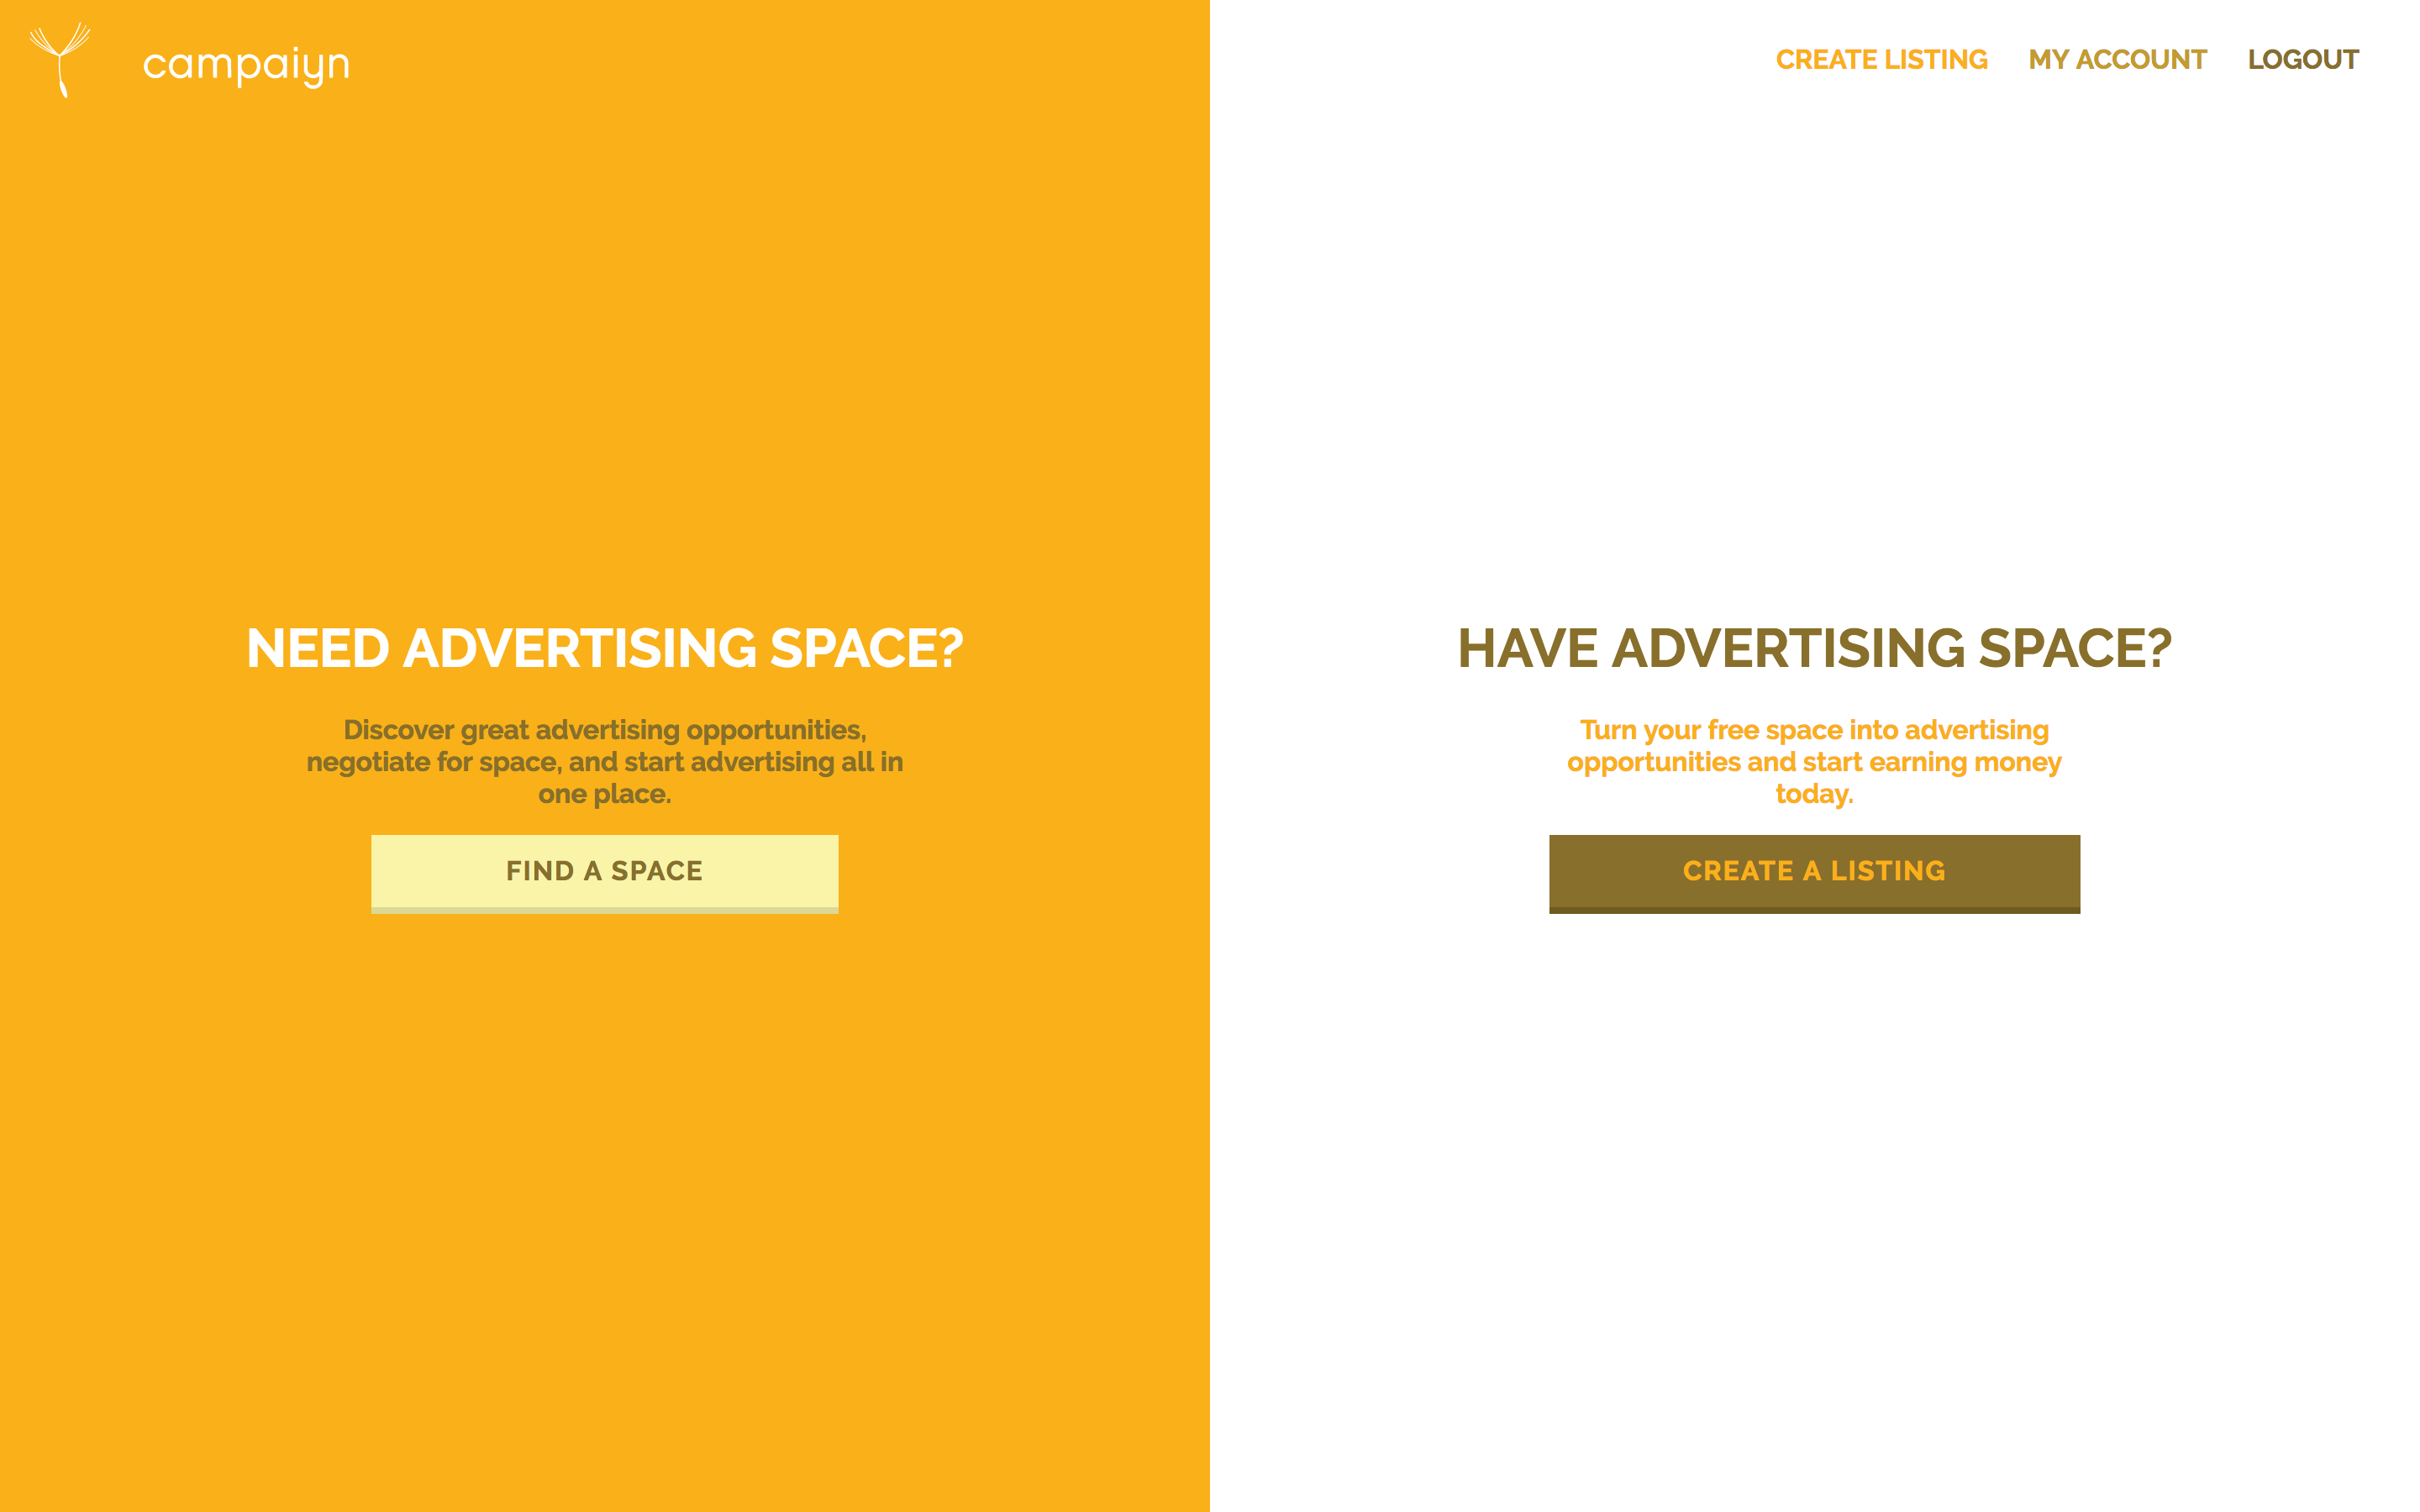 campaiyn
CREATE LISTING
MY ACCOUNT
LOGOUT
NEED ADVERTISING SPACE?
Discover great advertising opportunities,
negotiate for space, and start advertising all in
one place.
FIND A SPACE
HAVE ADVERTISING SPACE?
Turn your free space into advertising
opportunities and start earning money
today.
CREATE A LISTING